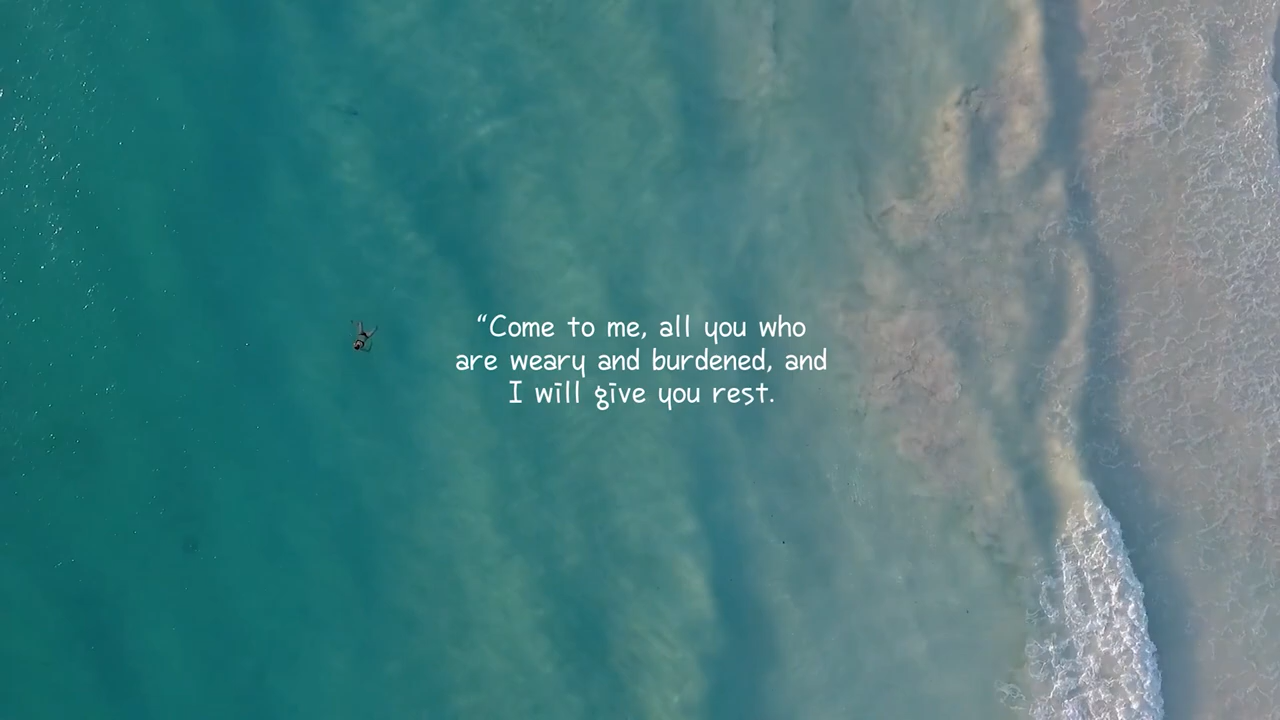 “Come to me, all you who
are weary and burdened, and
I will give you rest.